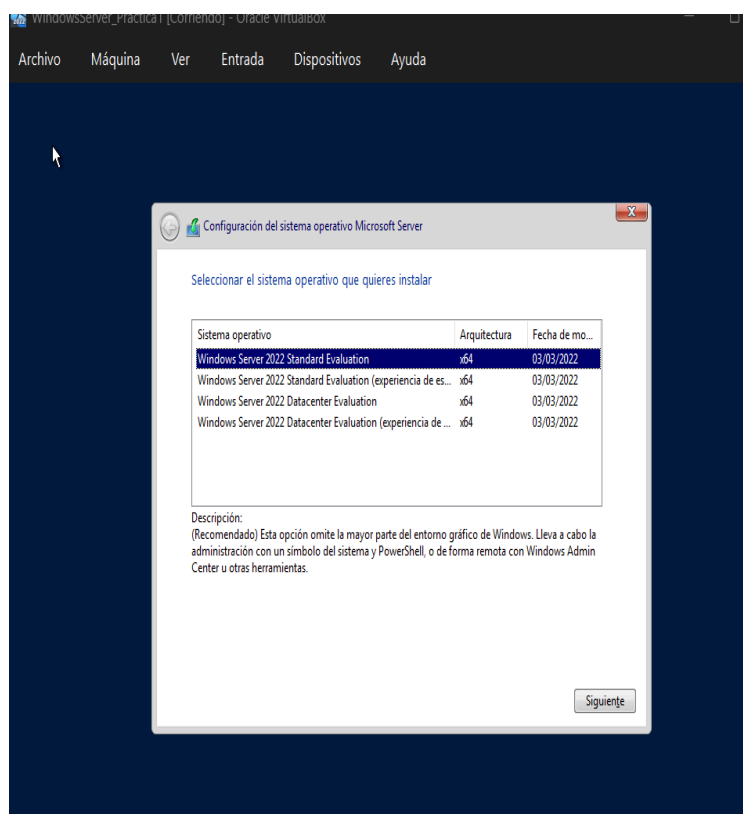 WindowsServer_Practica1 [Corriendo] - Oracle VirtualBox
Archivo Máquina Ver Entrada Dispositivos Ayuda
Configuración del sistema operativo Microsoft Server
Seleccionar el sistema operativo que quieres instalar
Sistema operativo Arquitectura Fecha de mo...
Windows Server 2022 Standard Evaluation x64 03/03/2022
Windows Server 2022 Standard Evaluation (experiencia de es... x64 03/03/2022
Windows Server 2022 Datacenter Evaluation x64 03/03/2022
Windows Server 2022 Datacenter Evaluation (experiencia de ... x64 03/03/2022
Descripción:
(Recomendado) Esta opción omite la mayor parte del entorno gráfico de Windows. Lleva a cabo la
administración con un símbolo del sistema y PowerShell, o de forma remota con Windows Admin
Center u otras herramientas.
Siguiente